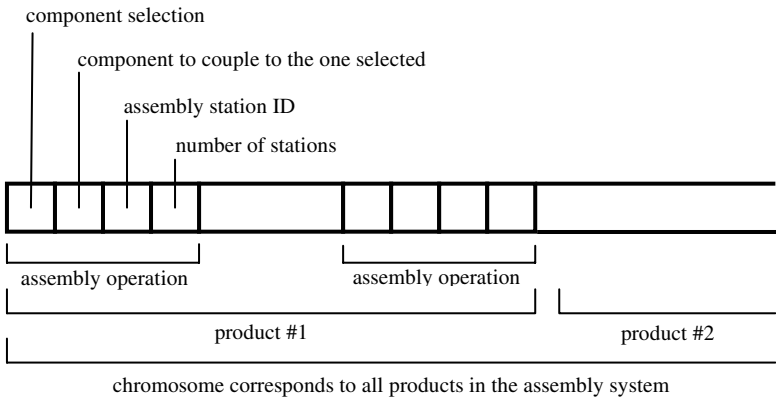 component selection
component to couple to the one selected
assembly station ID
number of stations
assembly operation
assembly operation
product #1
product #2
chromosome corresponds to all products in the assembly system